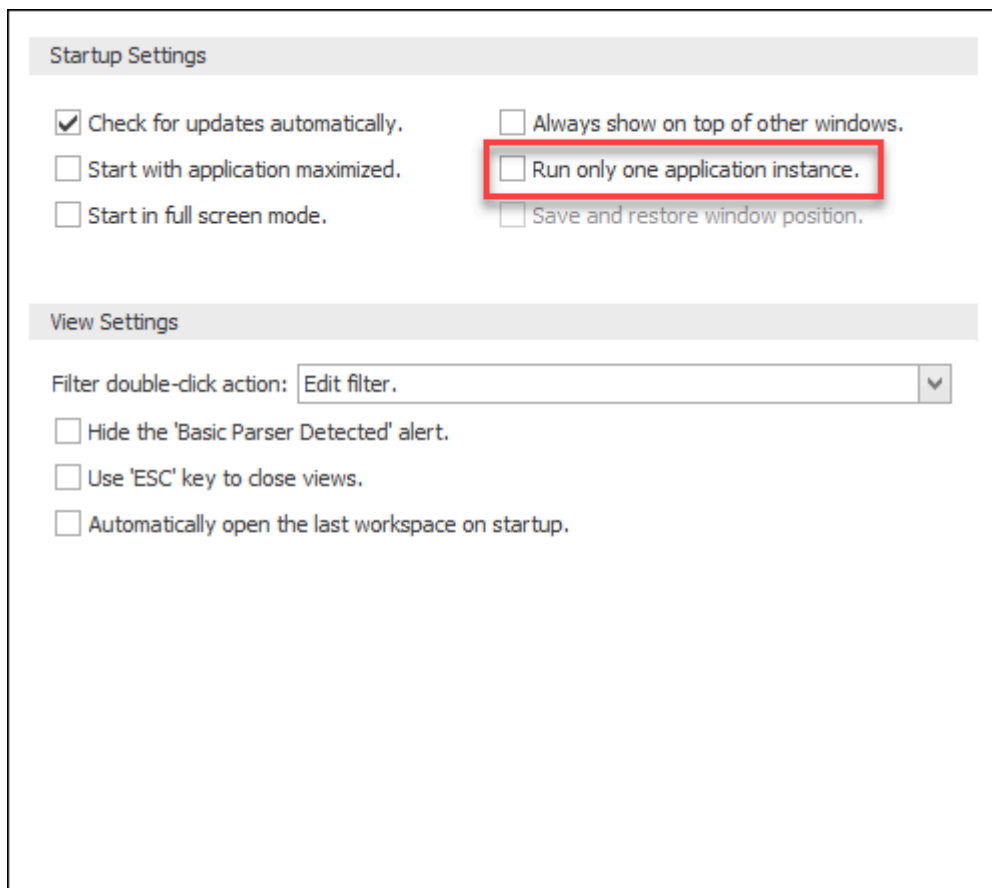 Startup Settings
Check for updates automatically.
Always show on top of other windows.
Start with application maximized.
Run only one application instance.
Start in full screen mode.
Save and restore window position.
View Settings
Filter double-click action: Edit filter.
Hide the 'Basic Parser Detected' alert.
Use 'ESC' key to close views.
Automatically open the last workspace on startup.